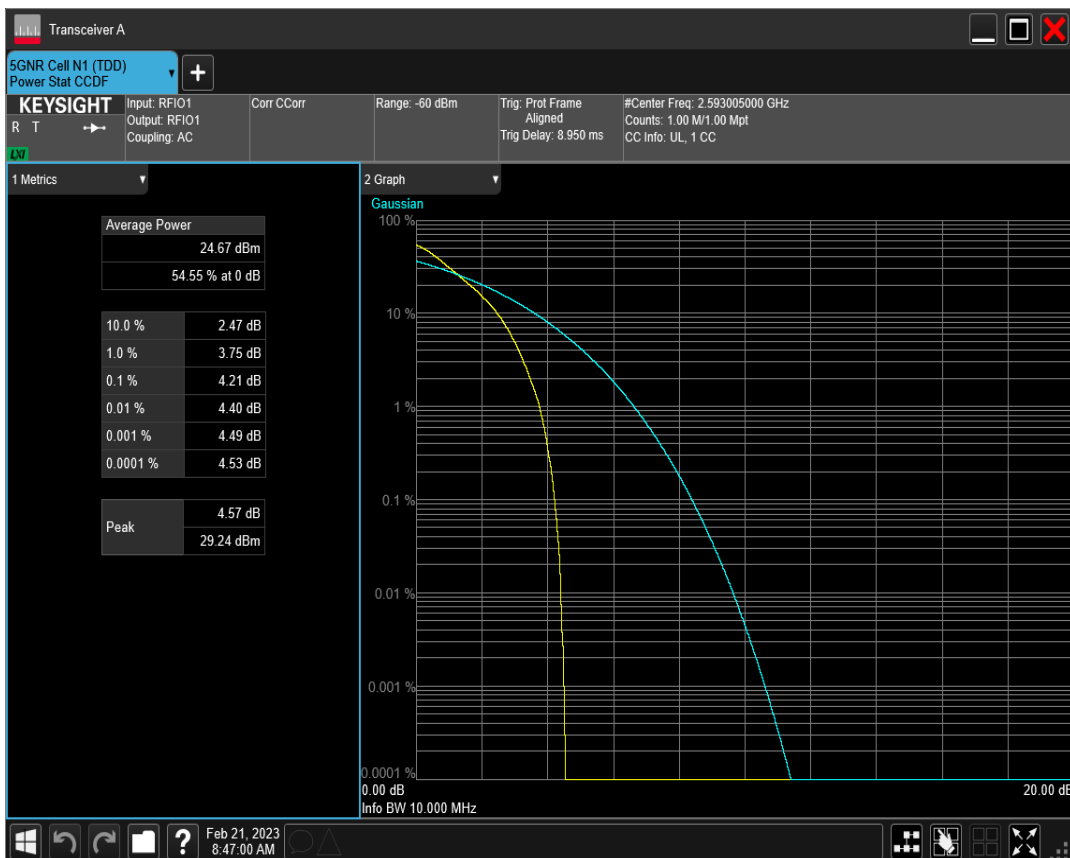 Transceiver A
5GNR Cell N1 (TDD)
Power Stat CCDF
KEYSIGHT
R T
LXI
Input: RFIO1
Output: RFIO1
Coupling: AC
Corr CCorr
Range: -60 dBm
Trig: Prot Frame
Aligned
Trig Delay: 8.950 ms
#Center Freq: 2.593005000 GHz
Counts: 1.00 M/1.00 Mpt
CC Info: UL, 1 CC
1 Metrics
Average Power
24.67 dBm
54.55 % at 0 dB
10.0 % 2.47 dB
1.0 % 3.75 dB
0.1 % 4.21 dB
0.01 % 4.40 dB
0.001 % 4.49 dB
0.0001 % 4.53 dB
Peak 4.57 dB
29.24 dBm
2 Graph
Gaussian
100 %
10 %
1 %
0.1 %
0.01 %
0.001 %
0.0001 %
0.00 dB 20.00 dB
Info BW 10.000 MHz
?
Feb 21, 2023
8:47:00 AM